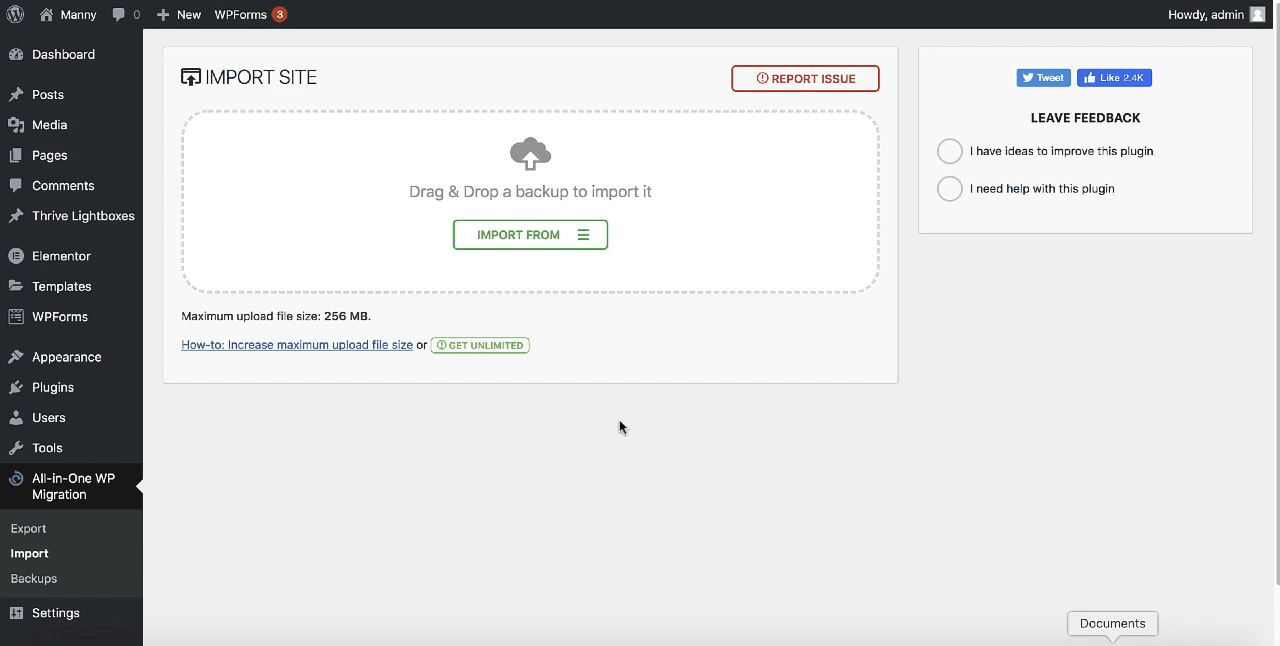 Manny
0
New
WPForms 3
Howdy, admin
Dashboard
Posts
Media
Pages
Comments
Thrive Lightboxes
Elementor
Templates
WPForms
Appearance
Plugins
Users
Tools
All-in-One WP
Migration
Export
Import
Backups
Settings
IMPORT SITE
REPORT ISSUE
Drag & Drop a backup to import it
IMPORT FROM
Maximum upload file size: 256 MB.
How-to: Increase maximum upload file size or GET UNLIMITED
Tweet
Like 2.4K
LEAVE FEEDBACK
I have ideas to improve this plugin
I need help with this plugin
Documents